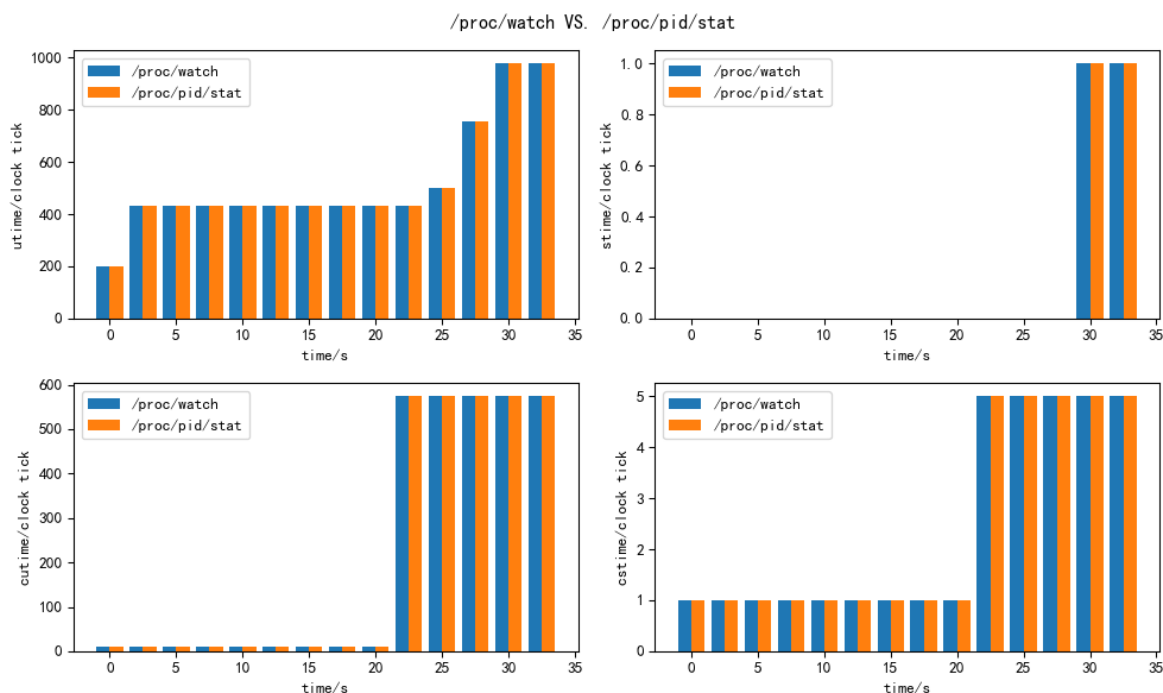 /proc/watch VS. /proc/pid/stat
/proc/watch
/proc/pid/stat
utime/clock tick
1000
800
600
400
200
0
0 5 10 15 20 25 30 35
time/s
/proc/watch
/proc/pid/stat
stime/clock tick
1.0
0.8
0.6
0.4
0.2
0.0
0 5 10 15 20 25 30 35
time/s
/proc/watch
/proc/pid/stat
cutime/clock tick
600
500
400
300
200
100
0
0 5 10 15 20 25 30 35
time/s
/proc/watch
/proc/pid/stat
cstime/clock tick
5
4
3
2
1
0
0 5 10 15 20 25 30 35
time/s